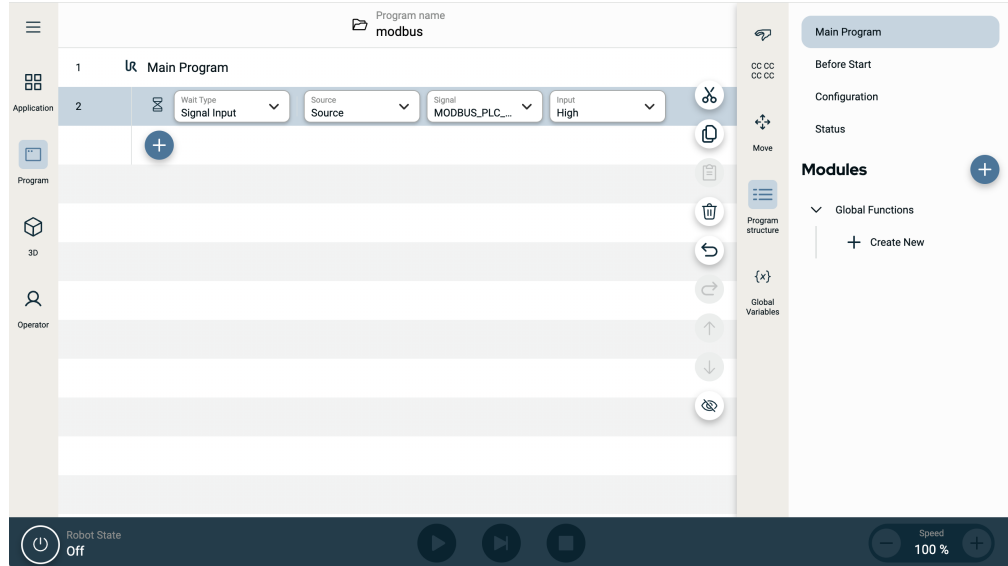 Program name
modbus
Application
Program
3D
Operator
1 UR Main Program
2
Wait Type
Signal Input
Source
Source
Signal
MODBUS_PLC_...
Input
High
CC CC
CC CC
Move
Program
structure
{x}
Global
Variables
Main Program
Before Start
Configuration
Status
Modules
Global Functions
Create New
Robot State
Off
Speed
100 %